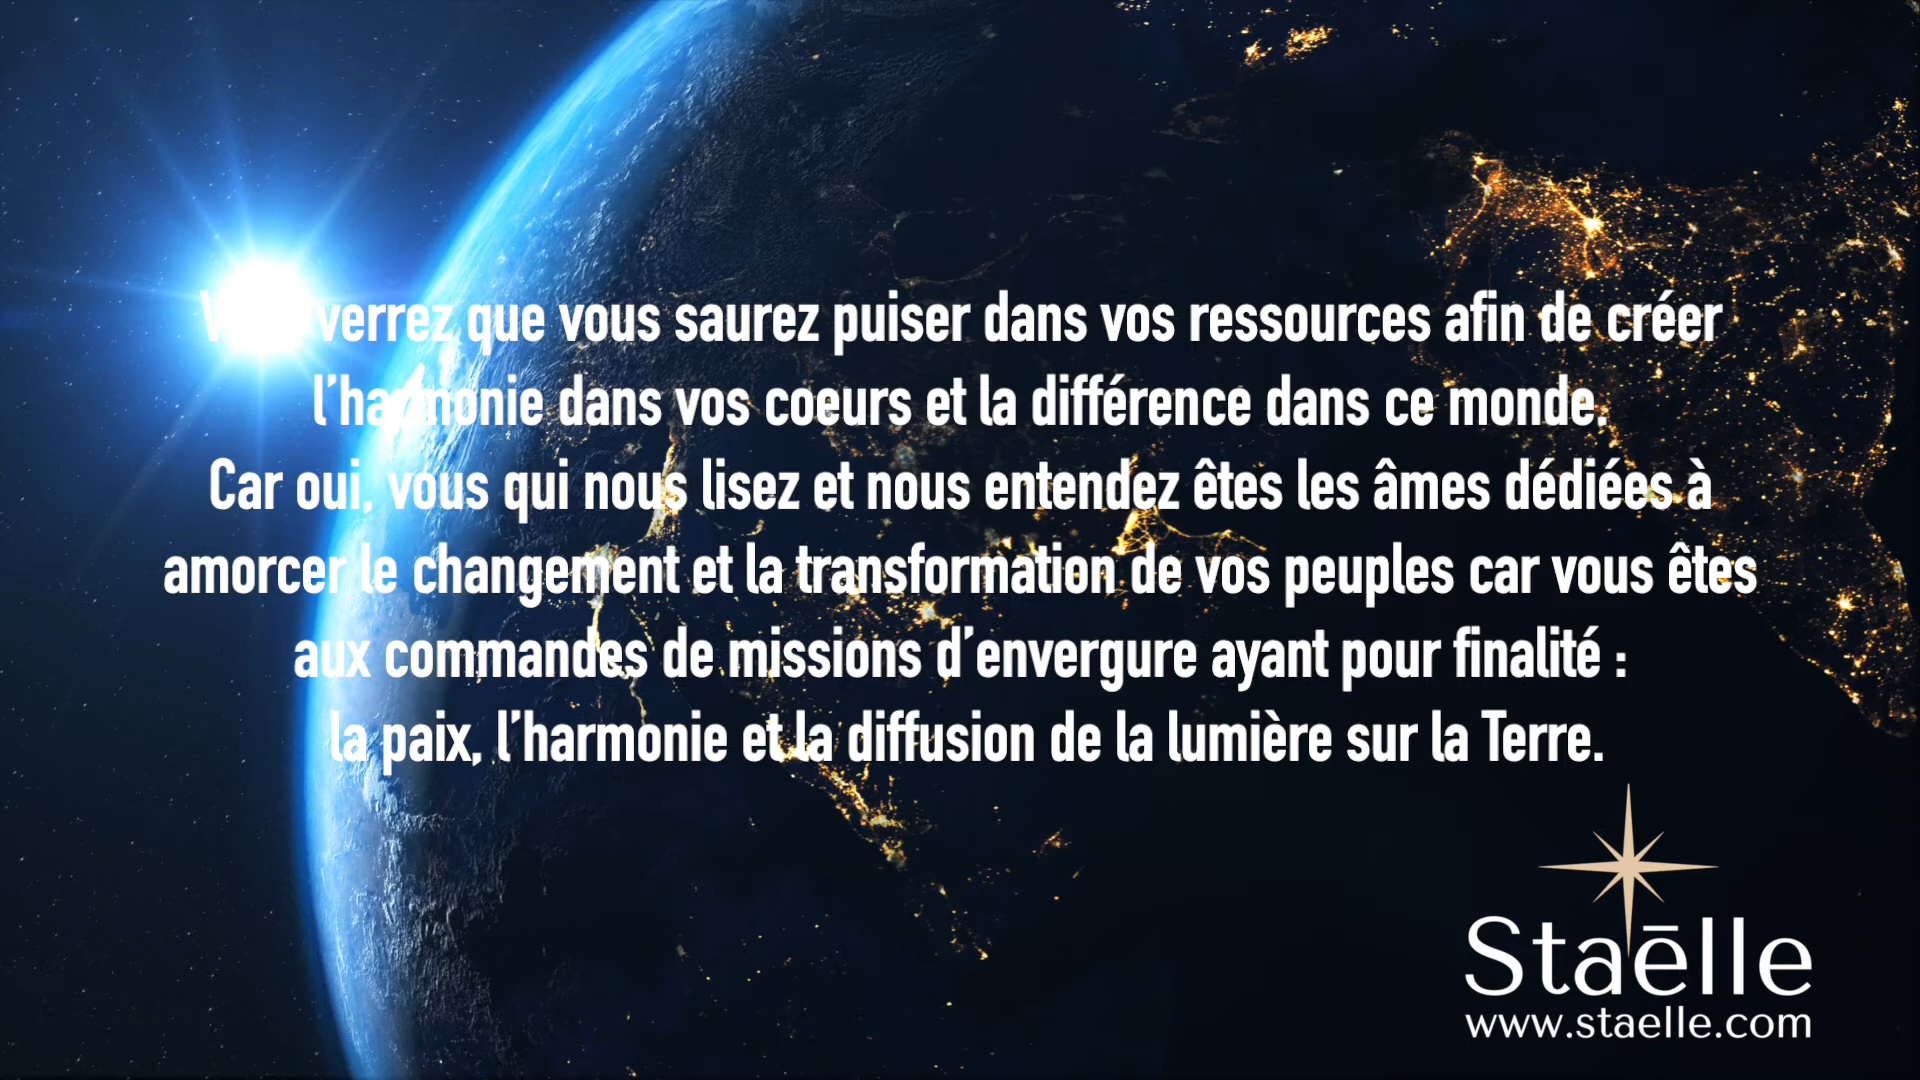 verrez que vous saurez puiser dans vos ressources afin de créer
l’harmonie dans vos coeurs et la différence dans ce monde.
Car oui, vous qui nous lisez et nous entendez êtes les âmes dédiées à
amorcer le changement et la transformation de vos peuples car vous êtes
aux commandes de missions d’envergure ayant pour finalité :
la paix, l’harmonie et la diffusion de la lumière sur la Terre.
Staēlle
www.staelle.com